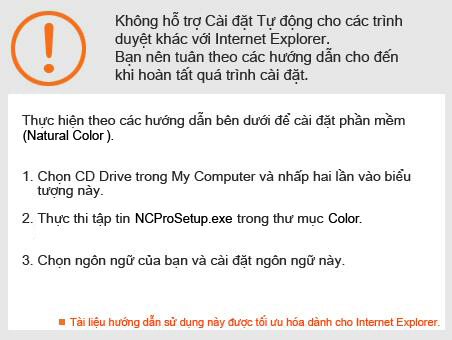 Không hỗ trợ Cài đặt Tự động cho các trình
duyệt khác với Internet Explorer.
Bạn nên tuân theo các hướng dẫn cho đến
khi hoàn tất quá trình cài đặt.
Thực hiện theo các hướng dẫn bên dưới để cài đặt phần mềm
(Natural Color ).
1. Chọn CD Drive trong My Computer và nhấp hai lần vào biểu
tượng này.
2. Thực thi tập tin NCProSetup.exe trong thư mục Color.
3. Chọn ngôn ngữ của bạn và cài đặt ngôn ngữ này.
Tài liệu hướng dẫn sử dụng này được tối ưu hóa dành cho Internet Explorer.